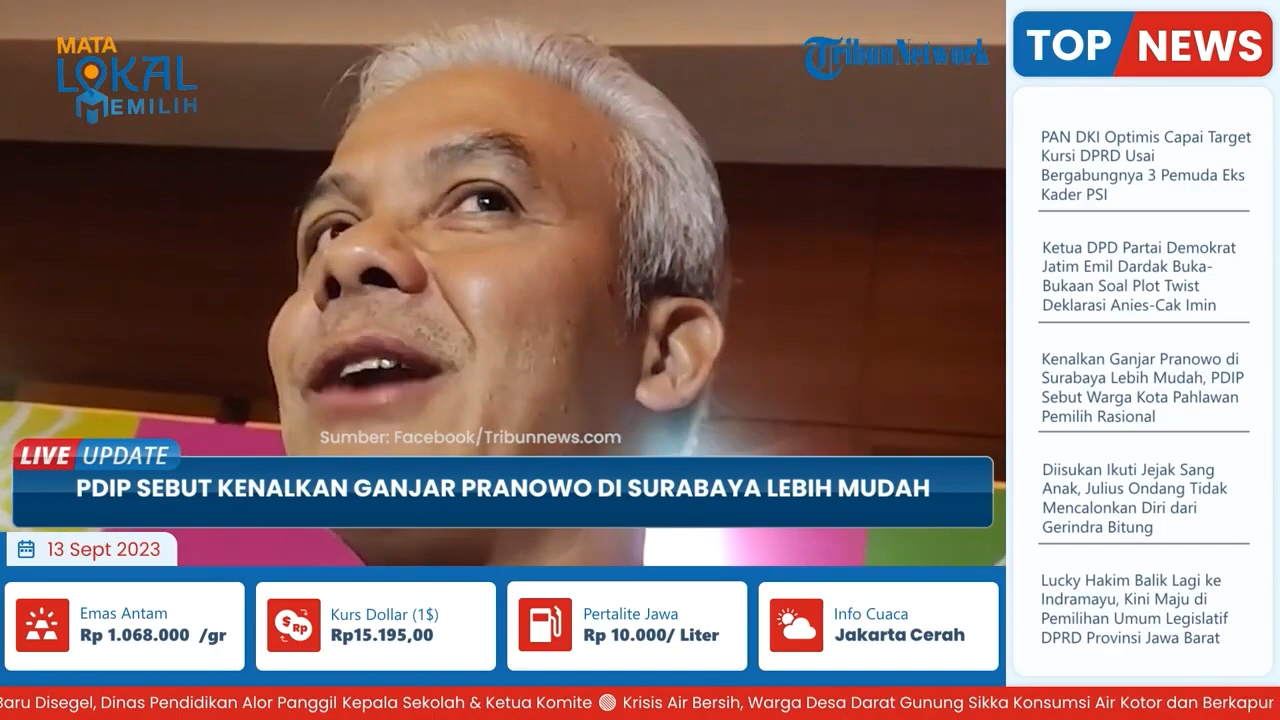 MATA
LOKAL
MEMILIH
TribunNetwork
Sumber: Facebook/Tribunnews.com
LIVE UPDATE
PDIP SEBUT KENALKAN GANJAR PRANOWO DI SURABAYA LEBIH MUDAH
13 Sept 2023
Emas Antam
Rp 1.068.000 /gr
Kurs Dollar (1$)
Rp15.195,00
Pertalite Jawa
Rp 10.000/ Liter
Info Cuaca
Jakarta Cerah
TOP NEWS
PAN DKI Optimis Capai Target
Kursi DPRD Usai
Bergabungnya 3 Pemuda Eks
Kader PSI
Ketua DPD Partai Demokrat
Jatim Emil Dardak Buka-
Bukaan Soal Plot Twist
Deklarasi Anies-Cak Imin
Kenalkan Ganjar Pranowo di
Surabaya Lebih Mudah, PDIP
Sebut Warga Kota Pahlawan
Pemilih Rasional
Diisukan Ikuti Jejak Sang
Anak, Julius Ondang Tidak
Mencalonkan Diri dari
Gerindra Bitung
Lucky Hakim Balik Lagi ke
Indramayu, Kini Maju di
Pemilihan Umum Legislatif
DPRD Provinsi Jawa Barat
Baru Disegel, Dinas Pendidikan Alor Panggil Kepala Sekolah & Ketua Komite Krisis Air Bersih, Warga Desa Darat Gunung Sikka Konsumsi Air Kotor dan Berkapur